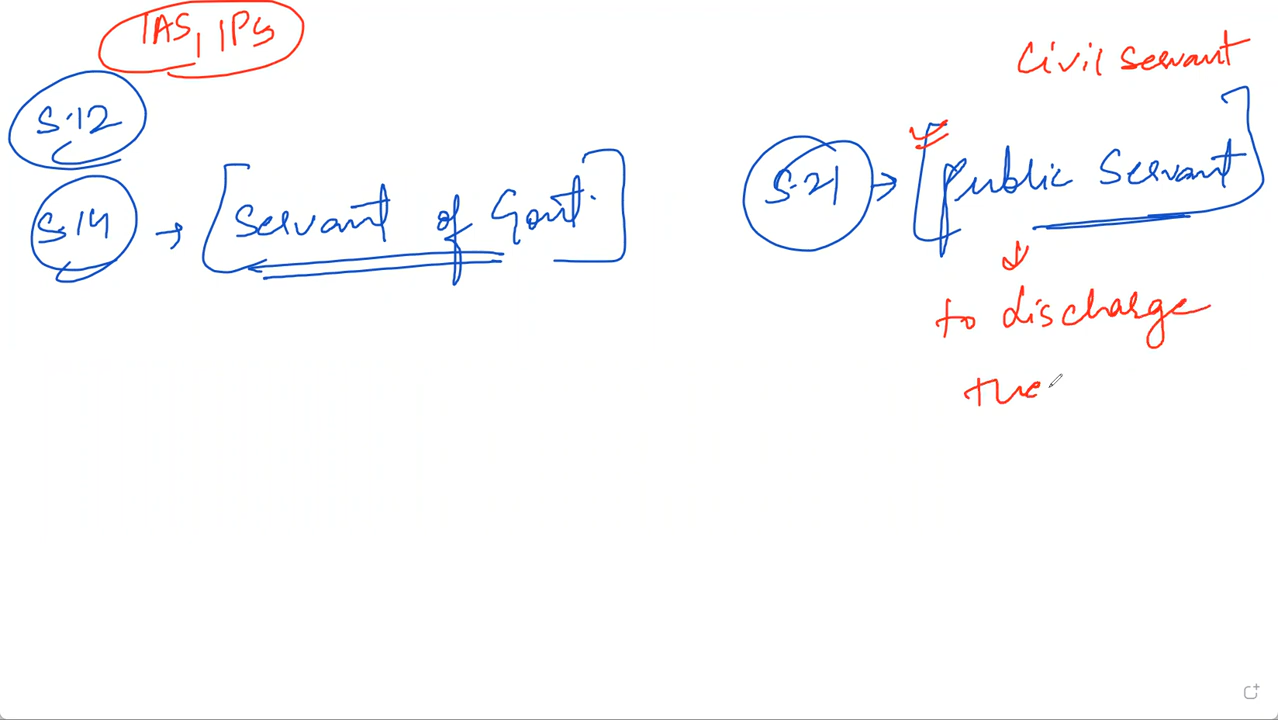 IAS, IPS
Civil Servant
S.12
S.14 → [Servant of Govt.]
S.21 → [Public Servant]
to discharge
the